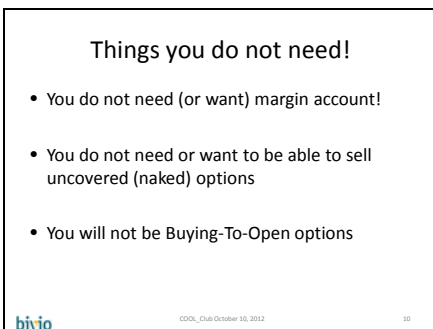 Things you do not need!
• You do not need (or want) margin account!
• You do not need or want to be able to sell
uncovered (naked) options
• You will not be Buying-To-Open options
bivio
COOL_Club October 10, 2012
10